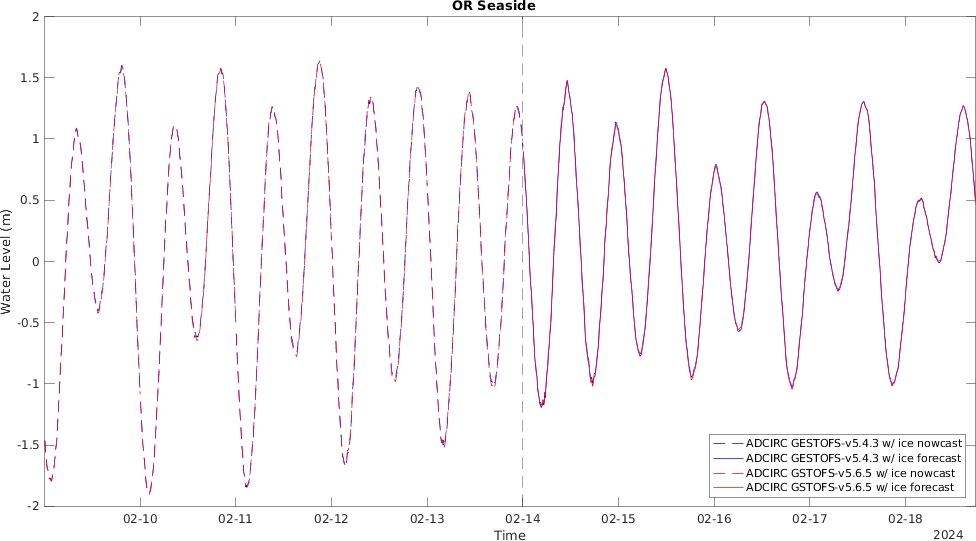 OR Seaside
2
1.5
1
0.5
0
-0.5
-1
-1.5
-2
Water Level (m)
02-10 02-11 02-12 02-13 02-14 02-15 02-16 02-17 02-18
Time
2024
ADCIRC GESTOFS-v5.4.3 w/ ice nowcast
ADCIRC GESTOFS-v5.4.3 w/ ice forecast
ADCIRC GSTOFS-v5.6.5 w/ ice nowcast
ADCIRC GSTOFS-v5.6.5 w/ ice forecast